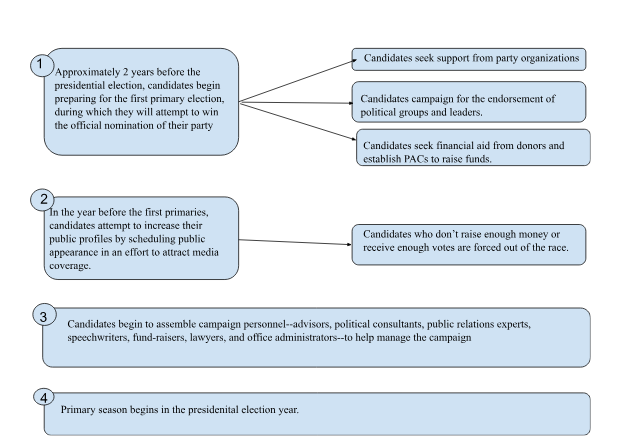 1
Approximately 2 years before the
presidential election, candidates begin
preparing for the first primary election,
during which they will attempt to win
the official nomination of their party
Candidates seek support from party organizations
Candidates campaign for the endorsement of
political groups and leaders.
Candidates seek financial aid from donors and
establish PACs to raise funds.
2
In the year before the first primaries,
candidates attempt to increase their
public profiles by scheduling public
appearance in an effort to attract media
coverage.
Candidates who don't raise enough money or
receive enough votes are forced out of the race.
3
Candidates begin to assemble campaign personnel--advisors, political consultants, public relations experts,
speechwriters, fund-raisers, lawyers, and office administrators--to help manage the campaign
4
Primary season begins in the presidenital election year.